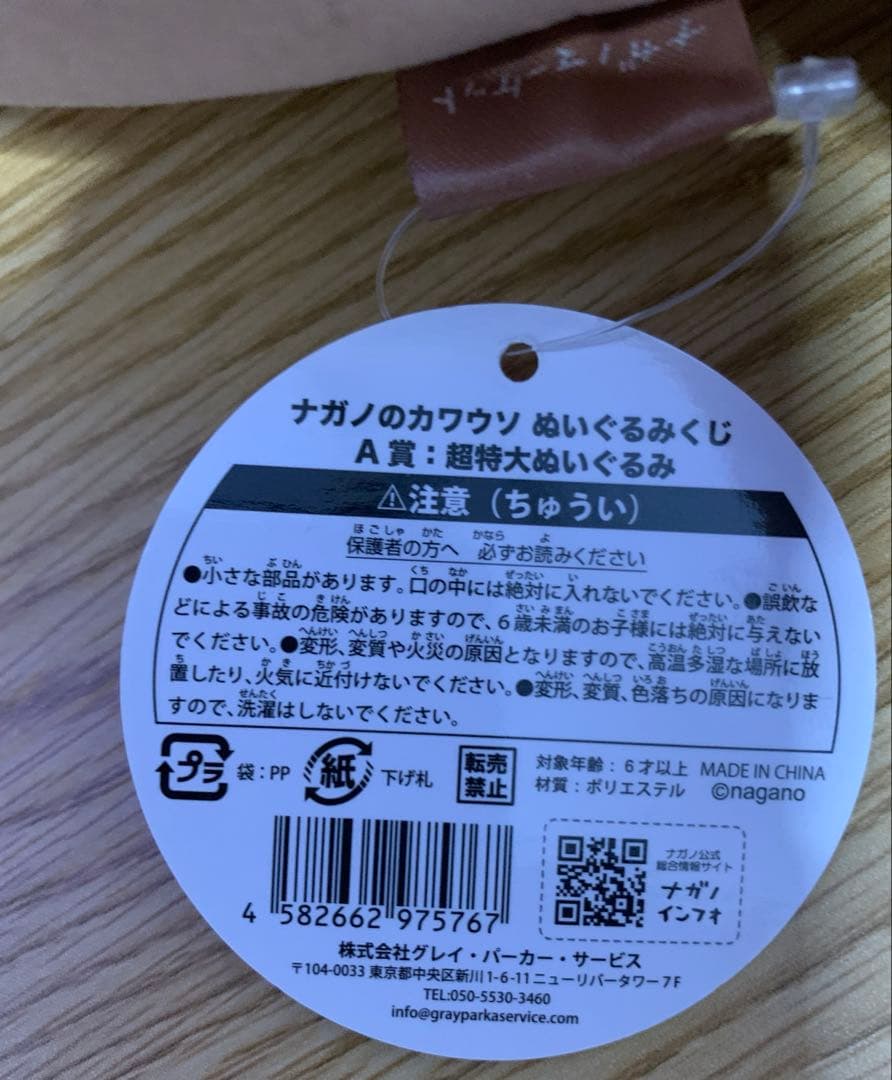 ナガノマーケット
ナガノのカワウソ ぬいぐるみくじ
A賞：超特大ぬいぐるみ
⚠注意（ちゅうい）
保護者の方へ 必ずお読みください
●小さな部品があります。口の中には絶対に入れないでください。●誤飲な
どによる事故の危険がありますので、6歳未満のお子様には絶対に与えない
でください。●変形、変質や火災の原因となりますので、高温多湿な場所に放
置したり、火気に近付けないでください。●変形、変質、色落ちの原因になりま
すので、洗濯はしないでください。
プラ 袋：PP 紙 下げ札
転売
禁止
対象年齢：6才以上 MADE IN CHINA
材質：ポリエステル ©nagano
4 582662 975767
ナガノ公式
総合情報サイト
ナガノ
インフォ
株式会社グレイ・パーカー・サービス
〒104-0033 東京都中央区新川1-6-11ニューリバータワー7F
TEL:050-5530-3460
info@grayparkaservice.com